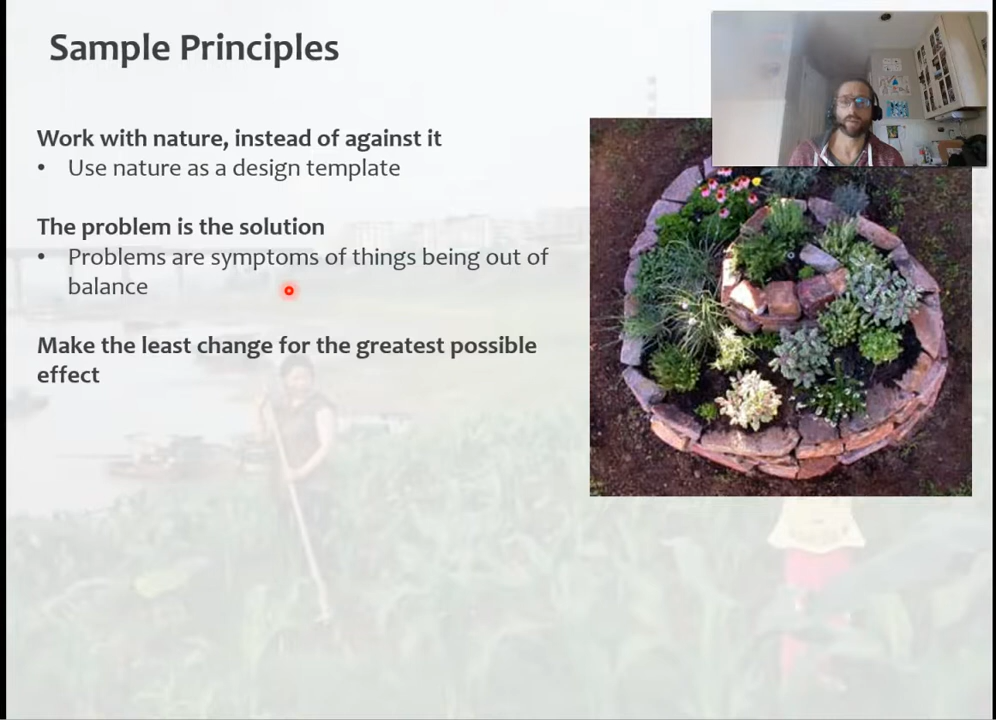 Sample Principles
Work with nature, instead of against it
• Use nature as a design template
The problem is the solution
• Problems are symptoms of things being out of
balance
Make the least change for the greatest possible
effect